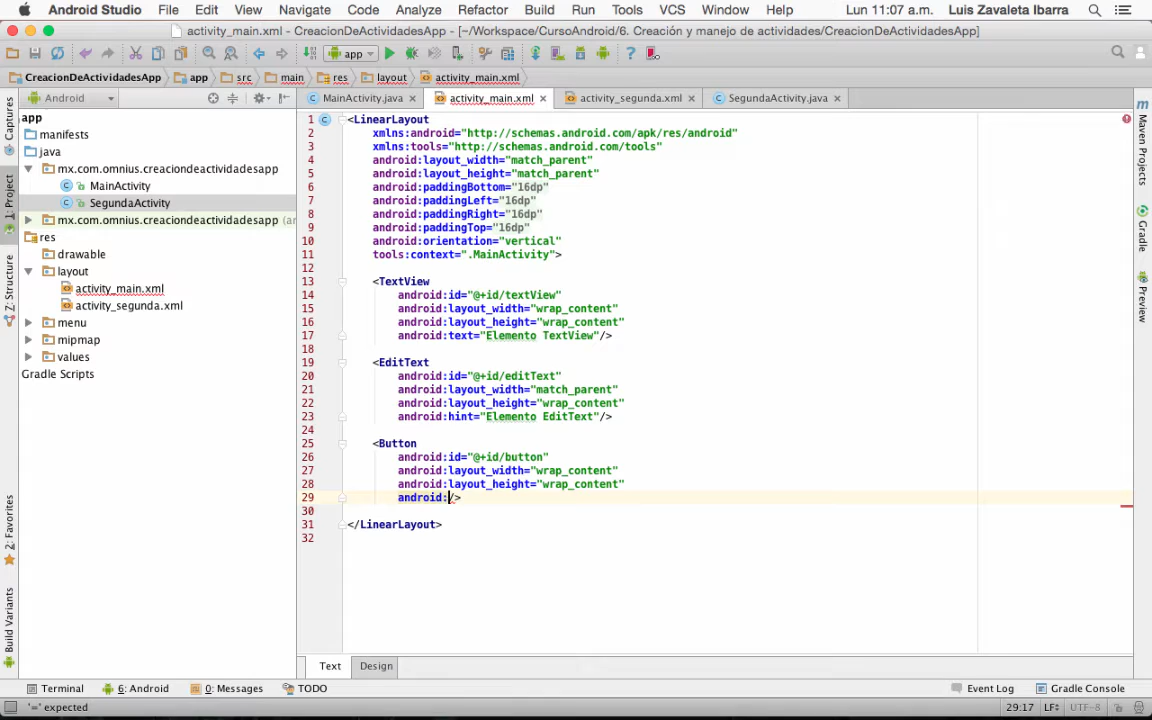 Android Studio File Edit View Navigate Code Analyze Refactor Build Run Tools VCS Window Help Lun 11:07 a.m. Luis Zavaleta Ibarra
activity_main.xml - CreacionDeActividadesApp - [~/Workspace/CursoAndroid/6. Creación y manejo de actividades/CreacionDeActividadesApp]
app
CreacionDeActividadesApp app src main res layout activity_main.xml
Android MainActivity.java activity_main.xml activity_segunda.xml SegundaActivity.java
app
manifests
java
mx.com.omnius.creaciondeactividadesapp
MainActivity
SegundaActivity
mx.com.omnius.creaciondeactividadesapp (ar
res
drawable
layout
activity_main.xml
activity_segunda.xml
menu
mipmap
values
Gradle Scripts
Captures
1: Project
Z: Structure
2: Favorites
Build Variants
1 <LinearLayout
2 xmlns:android="http://schemas.android.com/apk/res/android"
3 xmlns:tools="http://schemas.android.com/tools"
4 android:layout_width="match_parent"
5 android:layout_height="match_parent"
6 android:paddingBottom="16dp"
7 android:paddingLeft="16dp"
8 android:paddingRight="16dp"
9 android:paddingTop="16dp"
10 android:orientation="vertical"
11 tools:context=".MainActivity">
12
13 <TextView
14 android:id="@+id/textView"
15 android:layout_width="wrap_content"
16 android:layout_height="wrap_content"
17 android:text="Elemento TextView"/>
18
19 <EditText
20 android:id="@+id/editText"
21 android:layout_width="match_parent"
22 android:layout_height="wrap_content"
23 android:hint="Elemento EditText"/>
24
25 <Button
26 android:id="@+id/button"
27 android:layout_width="wrap_content"
28 android:layout_height="wrap_content"
29 android:/>
30
31 </LinearLayout>
32
m
Maven Projects
Gradle
Preview
Text Design
Terminal 6: Android 0: Messages TODO Event Log Gradle Console
'=' expected 29:17 LF UTF-8